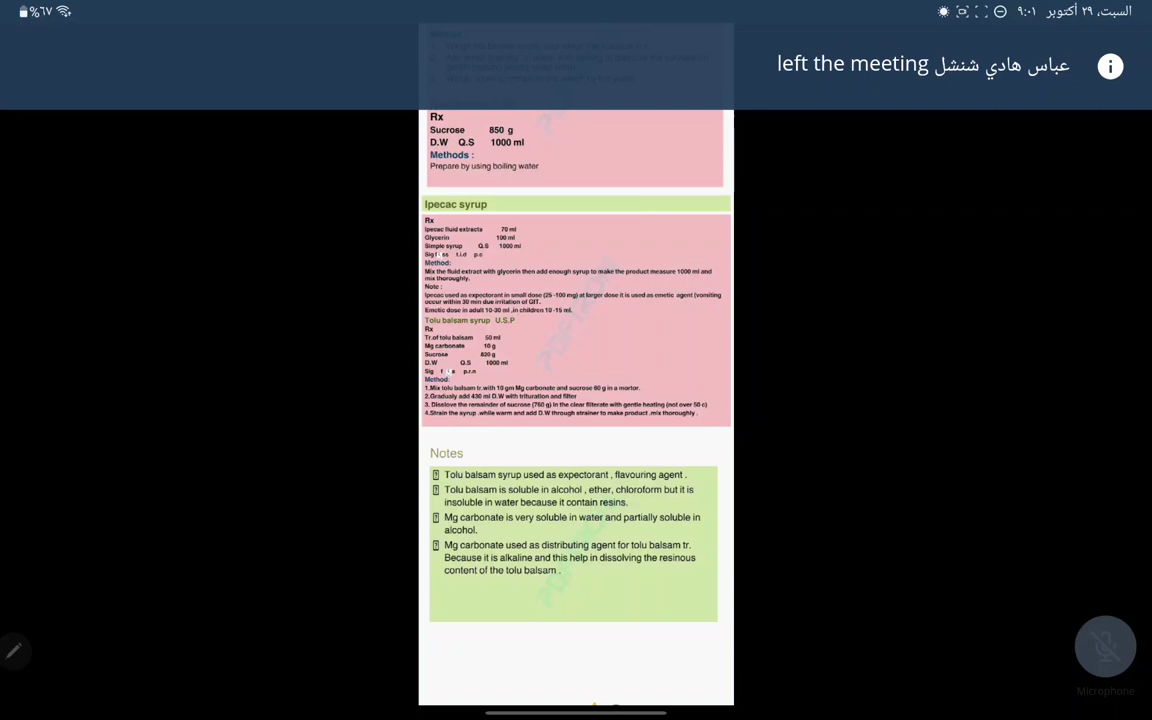 السبت، ٢٩ أكتوبر ٩:٠١
%٦٧
عباس هادي شنشل left the meeting
Rx
Sucrose 850 g
D.W Q.S 1000 ml
Methods :
Prepare by using boiling water
Ipecac syrup
Rx
Ipecac fluid extracts 70 ml
Glycerin 100 ml
Simple syrup Q.S 1000 ml
Sig ss t.i.d p.c
Method:
Mix the fluid extract with glycerin then add enough syrup to make the product measure 1000 ml and
mix thoroughly.
Note :
Ipecac used as expectorant in small dose (25 -100 mg) at larger dose it is used as emetic agent (vomiting
occur within 30 min due irritation of GIT.
Emetic dose in adult 10-30 ml ,in children 10 -15 ml.
Tolu balsam syrup U.S.P
Rx
Tr.of tolu balsam 50 ml
Mg carbonate 10 g
Sucrose 820 g
D.W Q.S 1000 ml
Sig f s p.r.n
Method:
1.Mix tolu balsam tr.with 10 gm Mg carbonate and sucrose 60 g in a mortor.
2.Gradualy add 430 ml D.W with trituration and filter
3. Disslove the remainder of sucrose (760 g) in the clear filterate with gentle heating (not over 50 c)
4.Strain the syrup .while warm and add D.W through strainer to make product .mix thoroughly .
Notes
Tolu balsam syrup used as expectorant , flavouring agent .
Tolu balsam is soluble in alcohol , ether, chloroform but it is
insoluble in water because it contain resins.
Mg carbonate is very soluble in water and partially soluble in
alcohol.
Mg carbonate used as distributing agent for tolu balsam tr.
Because it is alkaline and this help in dissolving the resinous
content of the tolu balsam .
Microphone